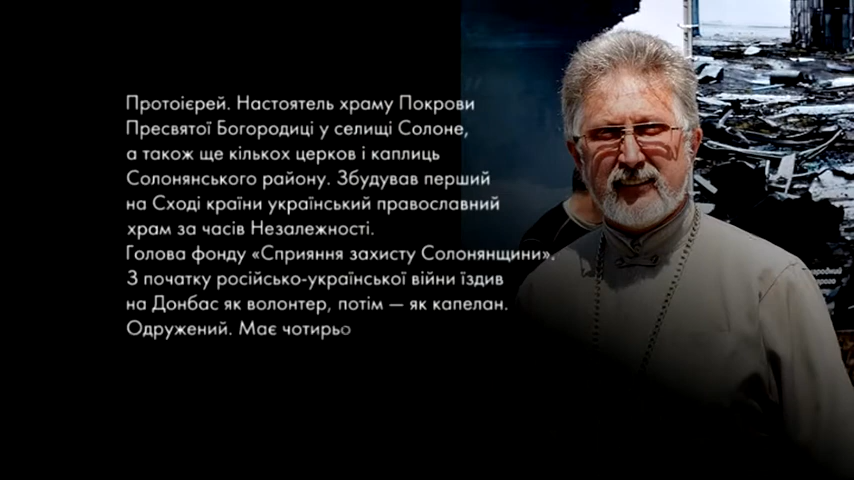 Протоієрей. Настоятель храму Покрови
Пресвятої Богородиці у селищі Солоне,
а також ще кількох церков і каплиць
Солонянського району. Збудував перший
на Сході країни український православний
храм за часів Незалежності.
Голова фонду «Сприяння захисту Солонянщини».
З початку російсько-української війни їздив
на Донбас як волонтер, потім — як капелан.
Одружений. Має чотирьо